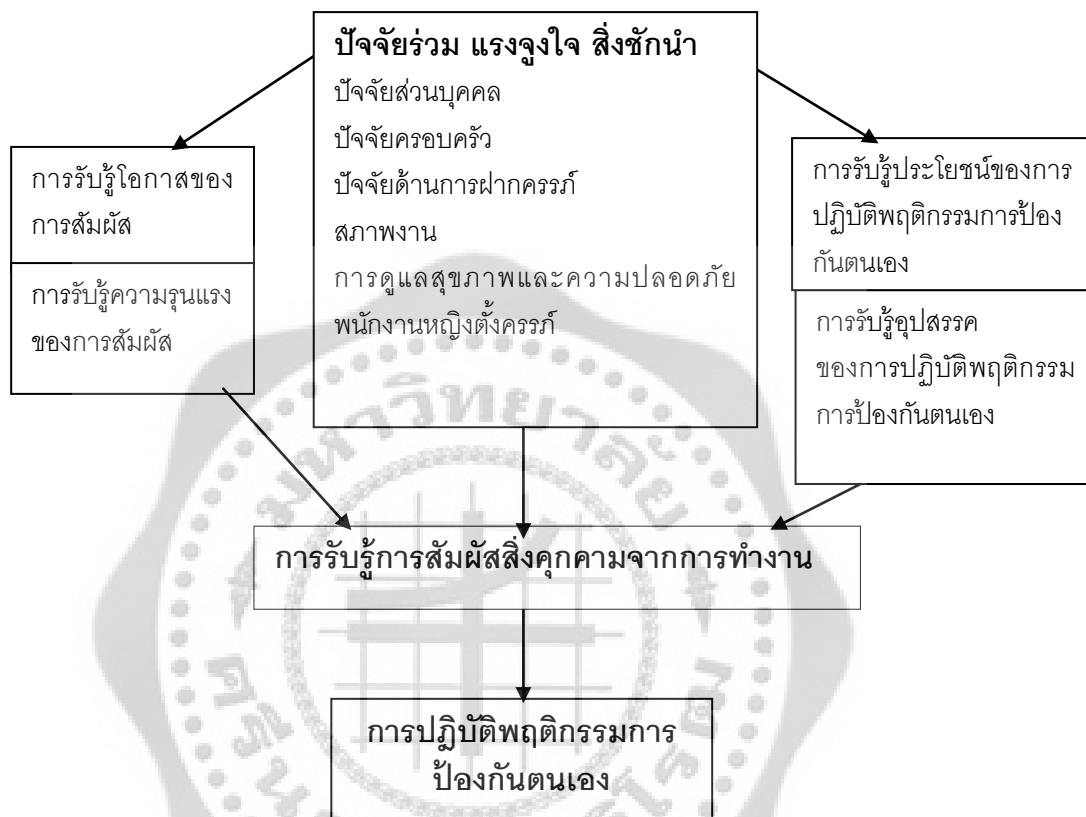 ปัจจัยร่วม แรงจูงใจ สิ่งชักนำ
ปัจจัยส่วนบุคคล
ปัจจัยครอบครัว
ปัจจัยด้านการฝากครรภ์
สภาพงาน
การดูแลสุขภาพและความปลอดภัย
พนักงานหญิงตั้งครรภ์
การรับรู้โอกาสของ
การสัมผัส
การรับรู้ความรุนแรง
ของการสัมผัส
การรับรู้ประโยชน์ของการ
ปฏิบัติพฤติกรรมการป้อง
กันตนเอง
การรับรู้อุปสรรค
ของการปฏิบัติพฤติกรรม
การป้องกันตนเอง
มหาวิทยาลัย
การรับรู้การสัมผัสสิ่งคุกคามจากการทำงาน
การปฏิบัติพฤติกรรมการ
ป้องกันตนเอง